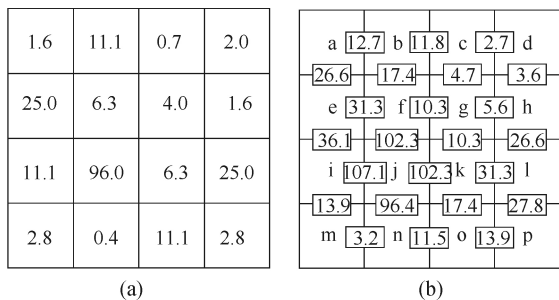 1.6 11.1 0.7 2.0
25.0 6.3 4.0 1.6
11.1 96.0 6.3 25.0
2.8 0.4 11.1 2.8
(a)
a 12.7 b 11.8 c 2.7 d
26.6 17.4 4.7 3.6
e 31.3 f 10.3 g 5.6 h
36.1 102.3 10.3 26.6
i 107.1 j 102.3 k 31.3 l
13.9 96.4 17.4 27.8
m 3.2 n 11.5 o 13.9 p
(b)